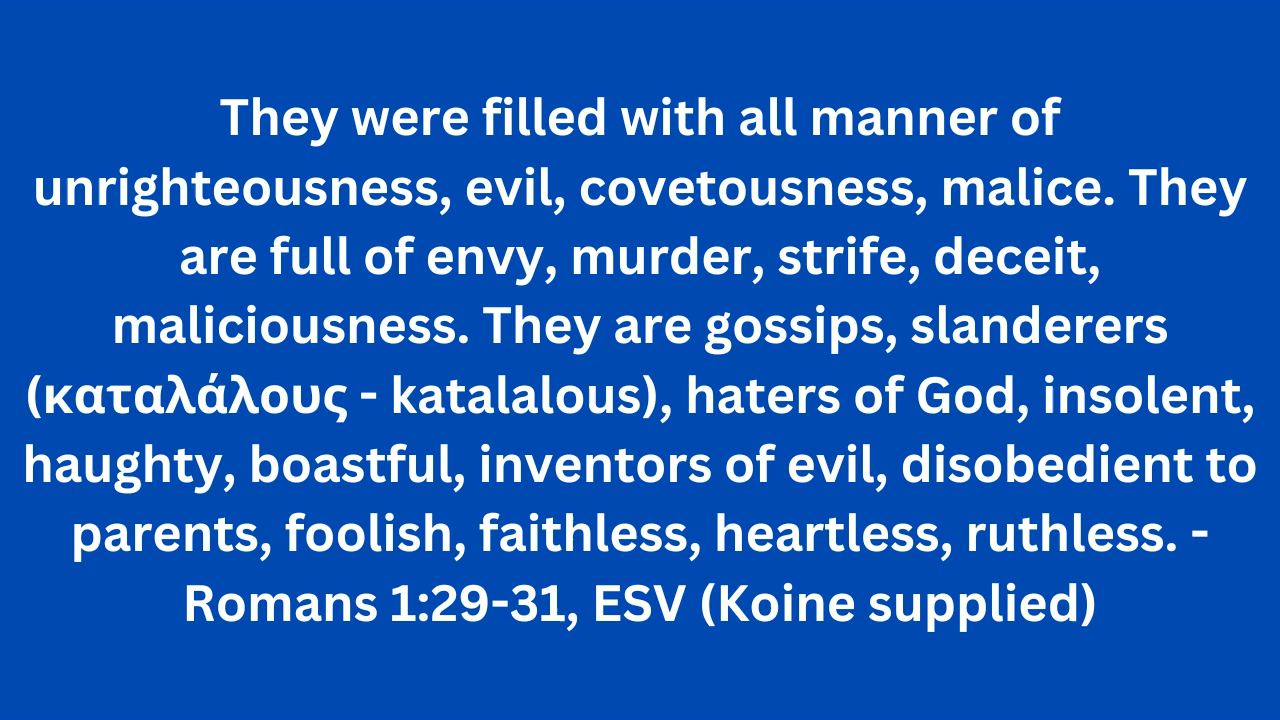 They were filled with all manner of
unrighteousness, evil, covetousness, malice. They
are full of envy, murder, strife, deceit,
maliciousness. They are gossips, slanderers
(καταλάλους - katalalous), haters of God, insolent,
haughty, boastful, inventors of evil, disobedient to
parents, foolish, faithless, heartless, ruthless. -
Romans 1:29-31, ESV (Koine supplied)